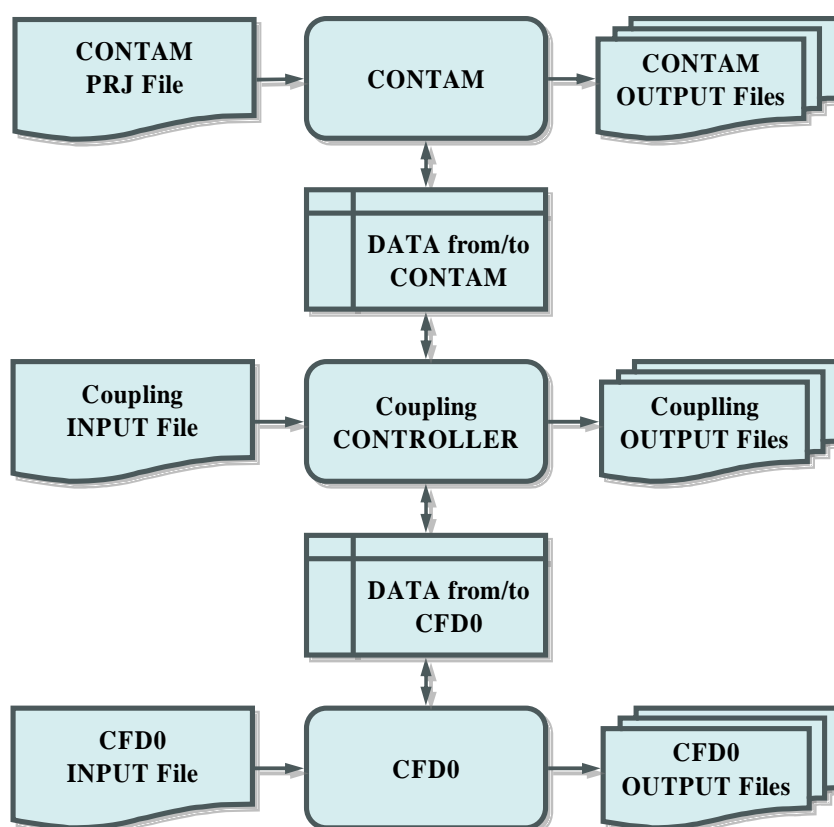 CONTAM
PRJ File
CONTAM
CONTAM
OUTPUT Files
DATA from/to
CONTAM
Coupling
INPUT File
Coupling
CONTROLLER
Couplling
OUTPUT Files
DATA from/to
CFD0
CFD0
INPUT File
CFD0
CFD0
OUTPUT Files